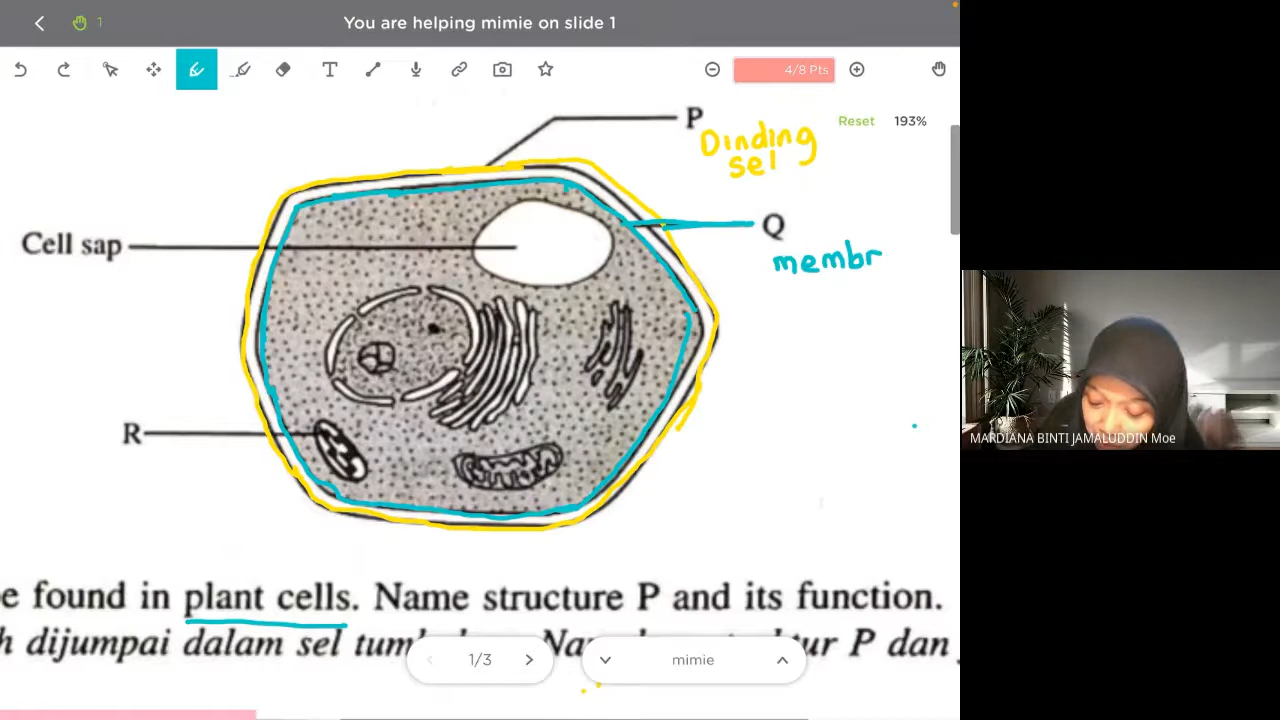 1
You are helping mimie on slide 1
4/8 Pts
Reset 193%
P
Dinding
sel
Q
membr
Cell sap
R
MARDIANA BINTI JAMALUDDIN Moe
e found in plant cells. Name structure P and its function.
h dijumpai dalam sel tum
ur P dan
1/3
mimie